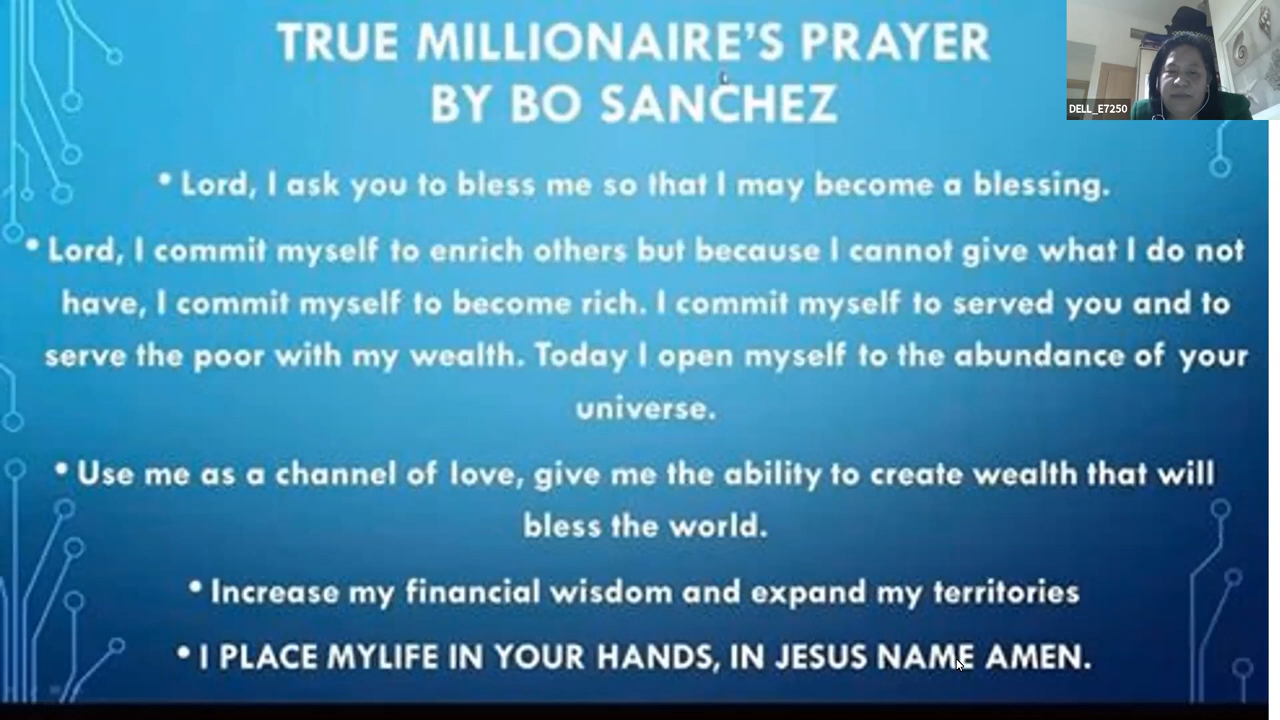 TRUE MILLIONAIRE'S PRAYER
BY BO SANCHEZ
DELL_E7250
• Lord, I ask you to bless me so that I may become a blessing.
• Lord, I commit myself to enrich others but because I cannot give what I do not
have, I commit myself to become rich. I commit myself to served you and to
serve the poor with my wealth. Today I open myself to the abundance of your
universe.
• Use me as a channel of love, give me the ability to create wealth that will
bless the world.
• Increase my financial wisdom and expand my territories
• I PLACE MYLIFE IN YOUR HANDS, IN JESUS NAME AMEN.